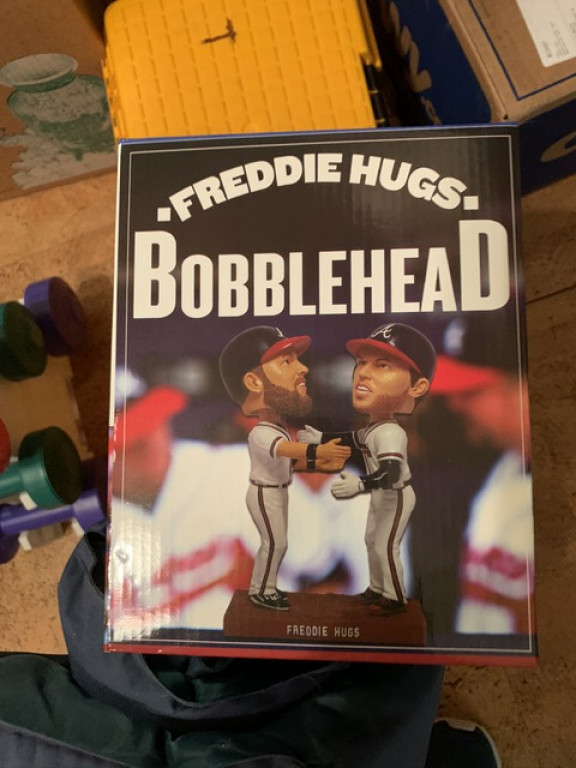 ·FREDDIE HUGS·
BOBBLEHEAD
A
FREDDIE HUGS